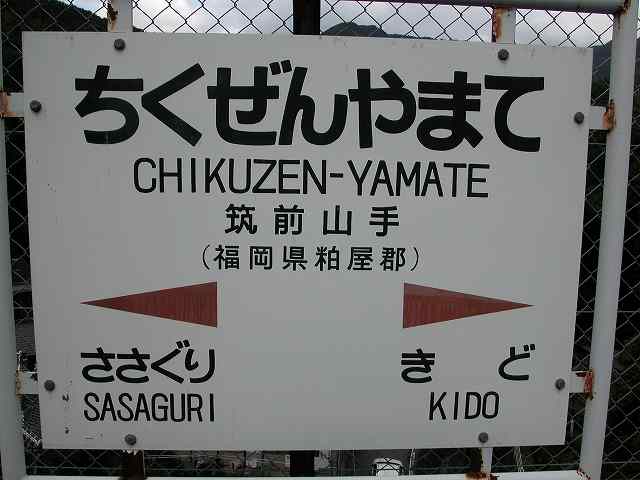 ちくぜんやまて
CHIKUZEN-YAMATE
筑前山手
（福岡県粕屋郡）
ささぐり きど
SASAGURI KIDO